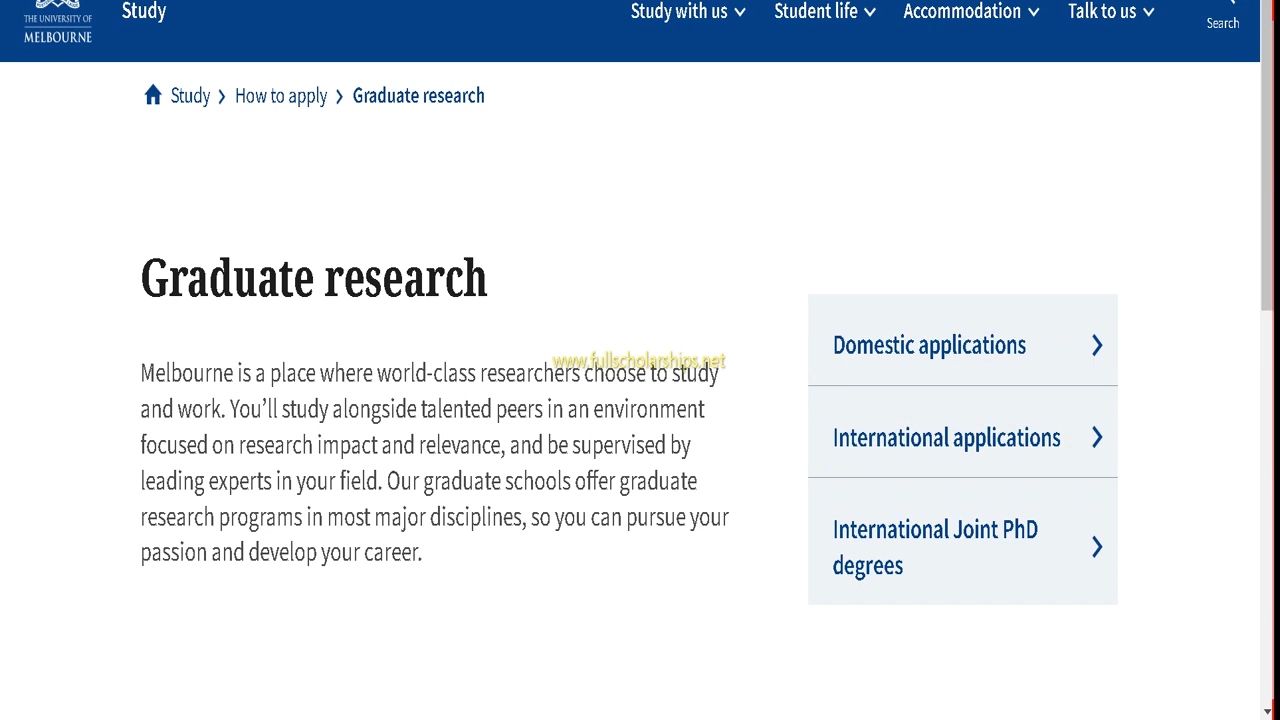 THE UNIVERSITY OF
MELBOURNE
Study
Study with us
Student life
Accommodation
Talk to us
Search
Study
How to apply
Graduate research
Graduate research
Melbourne is a place where world-class researchers choose to study
and work. You’ll study alongside talented peers in an environment
focused on research impact and relevance, and be supervised by
leading experts in your field. Our graduate schools offer graduate
research programs in most major disciplines, so you can pursue your
passion and develop your career.
www.fullscholarships.net
Domestic applications
International applications
International Joint PhD
degrees